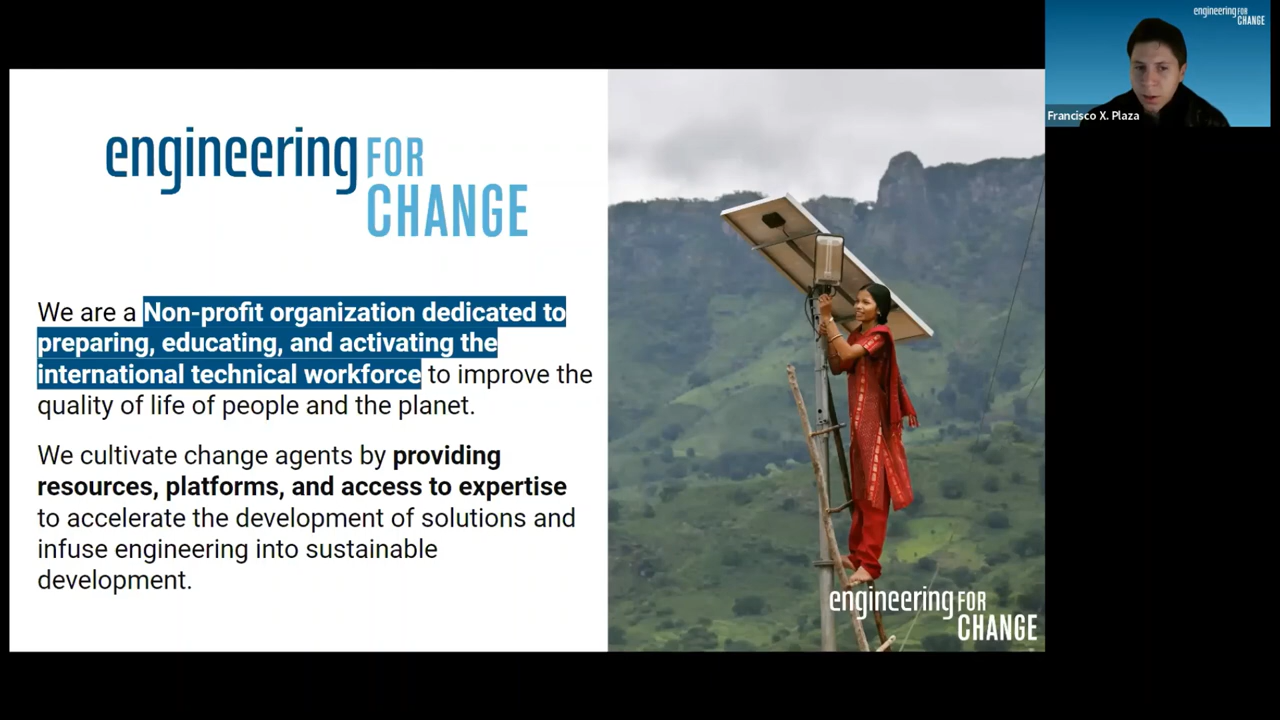 engineering FOR
CHANGE
We are a Non-profit organization dedicated to
preparing, educating, and activating the
international technical workforce to improve the
quality of life of people and the planet.
We cultivate change agents by providing
resources, platforms, and access to expertise
to accelerate the development of solutions and
infuse engineering into sustainable
development.
engineering FOR
CHANGE
engineering FOR
CHANGE
Francisco X. Plaza